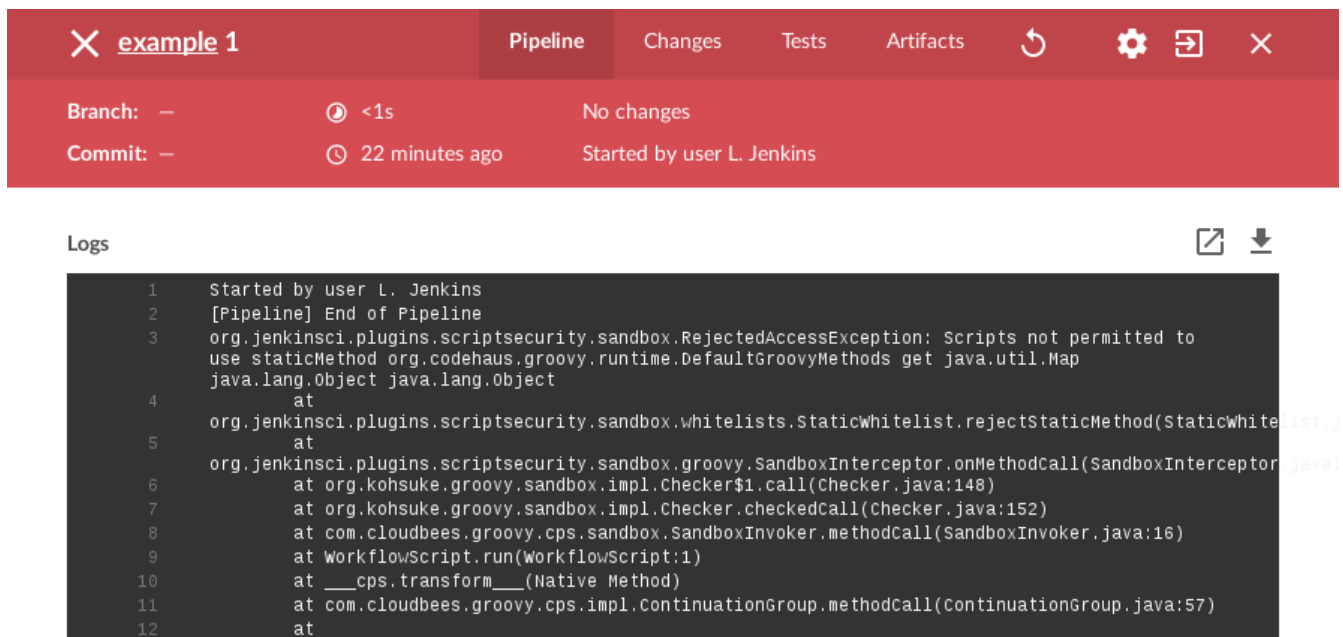 example 1
Pipeline
Changes
Tests
Artifacts
Branch: —
<1s
No changes
Commit: —
22 minutes ago
Started by user L. Jenkins
Logs
1 Started by user L. Jenkins
2 [Pipeline] End of Pipeline
3 org.jenkinsci.plugins.scriptsecurity.sandbox.RejectedAccessException: Scripts not permitted to
use staticMethod org.codehaus.groovy.runtime.DefaultGroovyMethods get java.util.Map
java.lang.Object java.lang.Object
4 at
org.jenkinsci.plugins.scriptsecurity.sandbox.whitelists.StaticWhitelist.rejectStaticMethod(StaticWhitelist.j
5 at
org.jenkinsci.plugins.scriptsecurity.sandbox.groovy.SandboxInterceptor.onMethodCall(SandboxInterceptor.java:
6 at org.kohsuke.groovy.sandbox.impl.Checker$1.call(Checker.java:148)
7 at org.kohsuke.groovy.sandbox.impl.Checker.checkedCall(Checker.java:152)
8 at com.cloudbees.groovy.cps.sandbox.SandboxInvoker.methodCall(SandboxInvoker.java:16)
9 at WorkflowScript.run(WorkflowScript:1)
10 at ___cps.transform___(Native Method)
11 at com.cloudbees.groovy.cps.impl.ContinuationGroup.methodCall(ContinuationGroup.java:57)
12 at